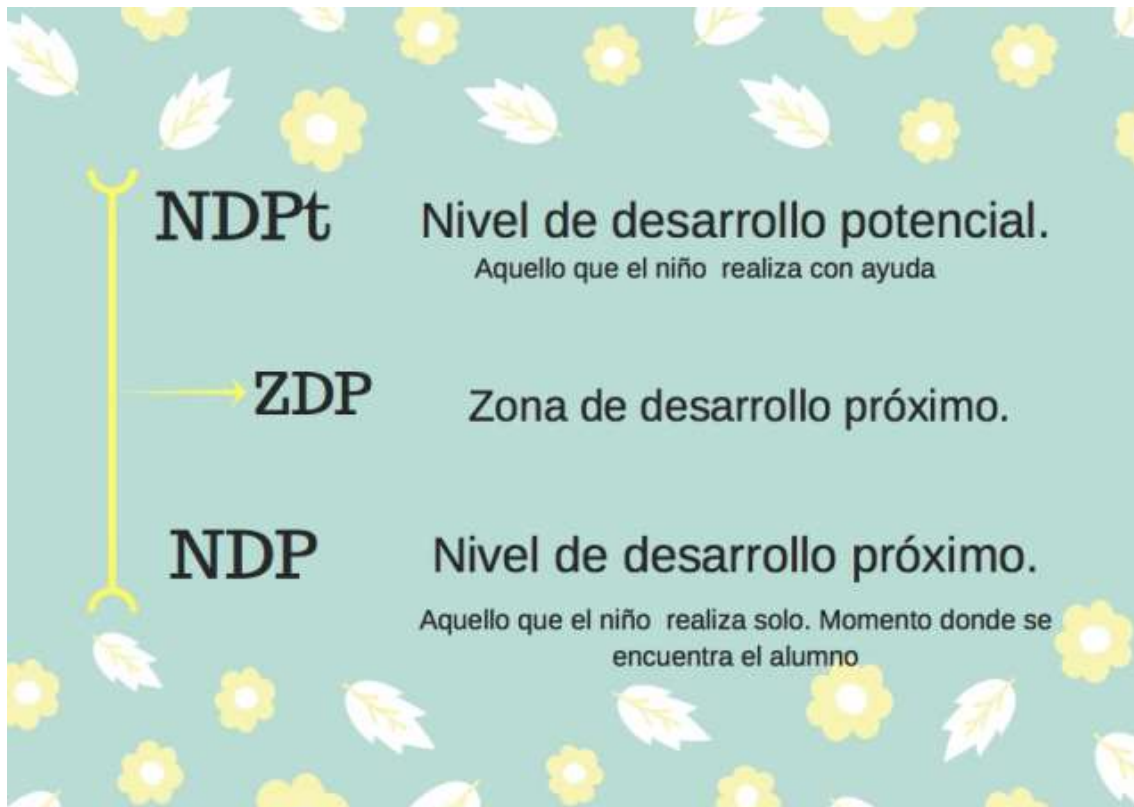 NDPt
Nivel de desarrollo potencial.
Aquello que el niño realiza con ayuda
ZDP
Zona de desarrollo próximo.
NDP
Nivel de desarrollo próximo.
Aquello que el niño realiza solo. Momento donde se
encuentra el alumno